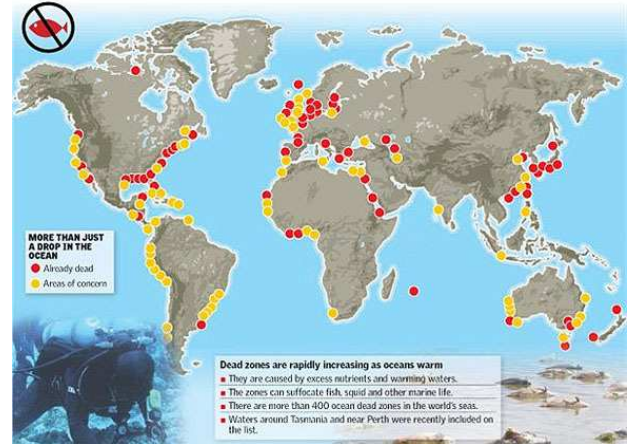 MORE THAN JUST
A DROP IN THE
OCEAN
Already dead
Areas of concern
Dead zones are rapidly increasing as oceans warm
They are caused by excess nutrients and warming waters.
The zones can suffocate fish, squid and other marine life.
There are more than 400 ocean dead zones in the world's seas.
Waters around Tasmania and near Perth were recently included on
the list.